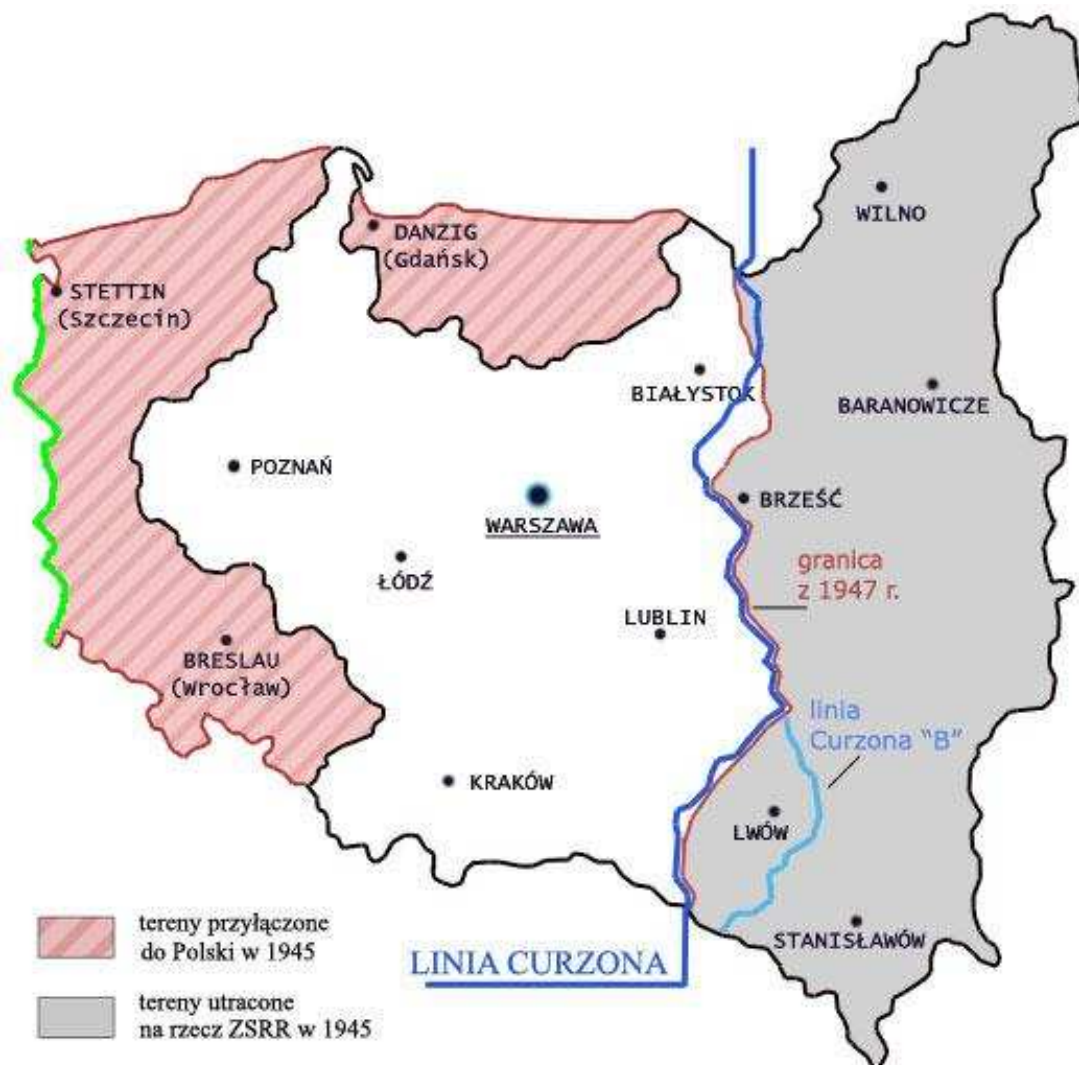 WILNO
DANZIG
(Gdańsk)
STETTIN
(Szczecin)
BIAŁYSTOK
BARANOWICZE
POZNAŃ
BRZEŚĆ
WARSZAWA
ŁÓDŹ
granica
z 1947 r.
LUBLIN
BRESLAU
(Wrocław)
linia
Curzona "B"
KRAKÓW
LWÓW
STANISŁAWÓW
LINIA CURZONA
tereny przyłączone
do Polski w 1945
tereny utracone
na rzecz ZSRR w 1945